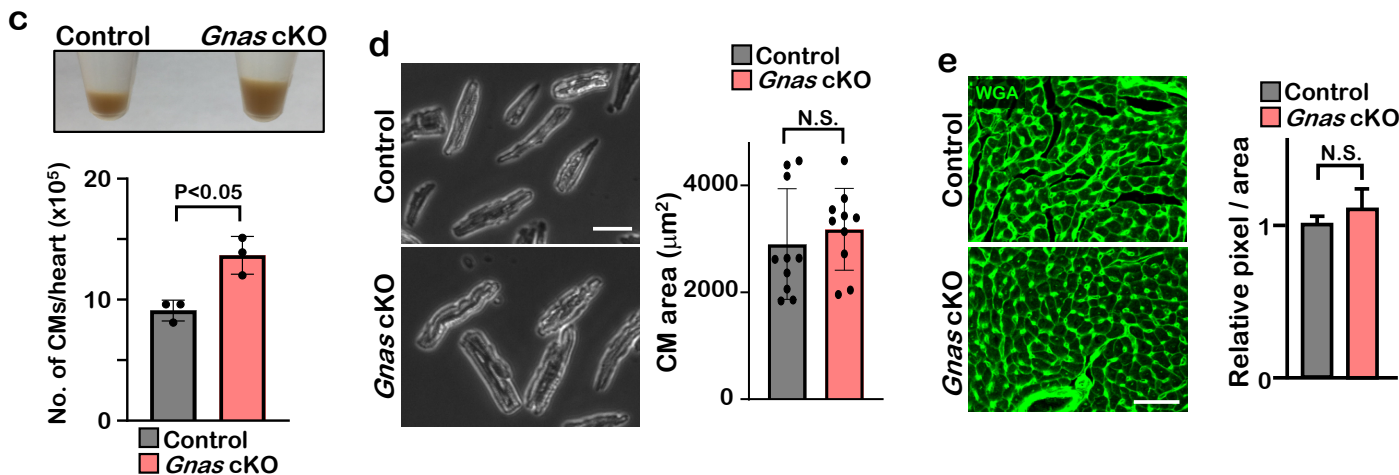 c
Control Gnas cKO
No. of CMs/heart (x10⁵)
20
10
0
P<0.05
Control
Gnas cKO
d
Control
Gnas cKO
Control
Gnas cKO
N.S.
CM area (μm²)
4000
2000
0
e
Control
WGA
Gnas cKO
Control
Gnas cKO
N.S.
Relative pixel / area
1
0